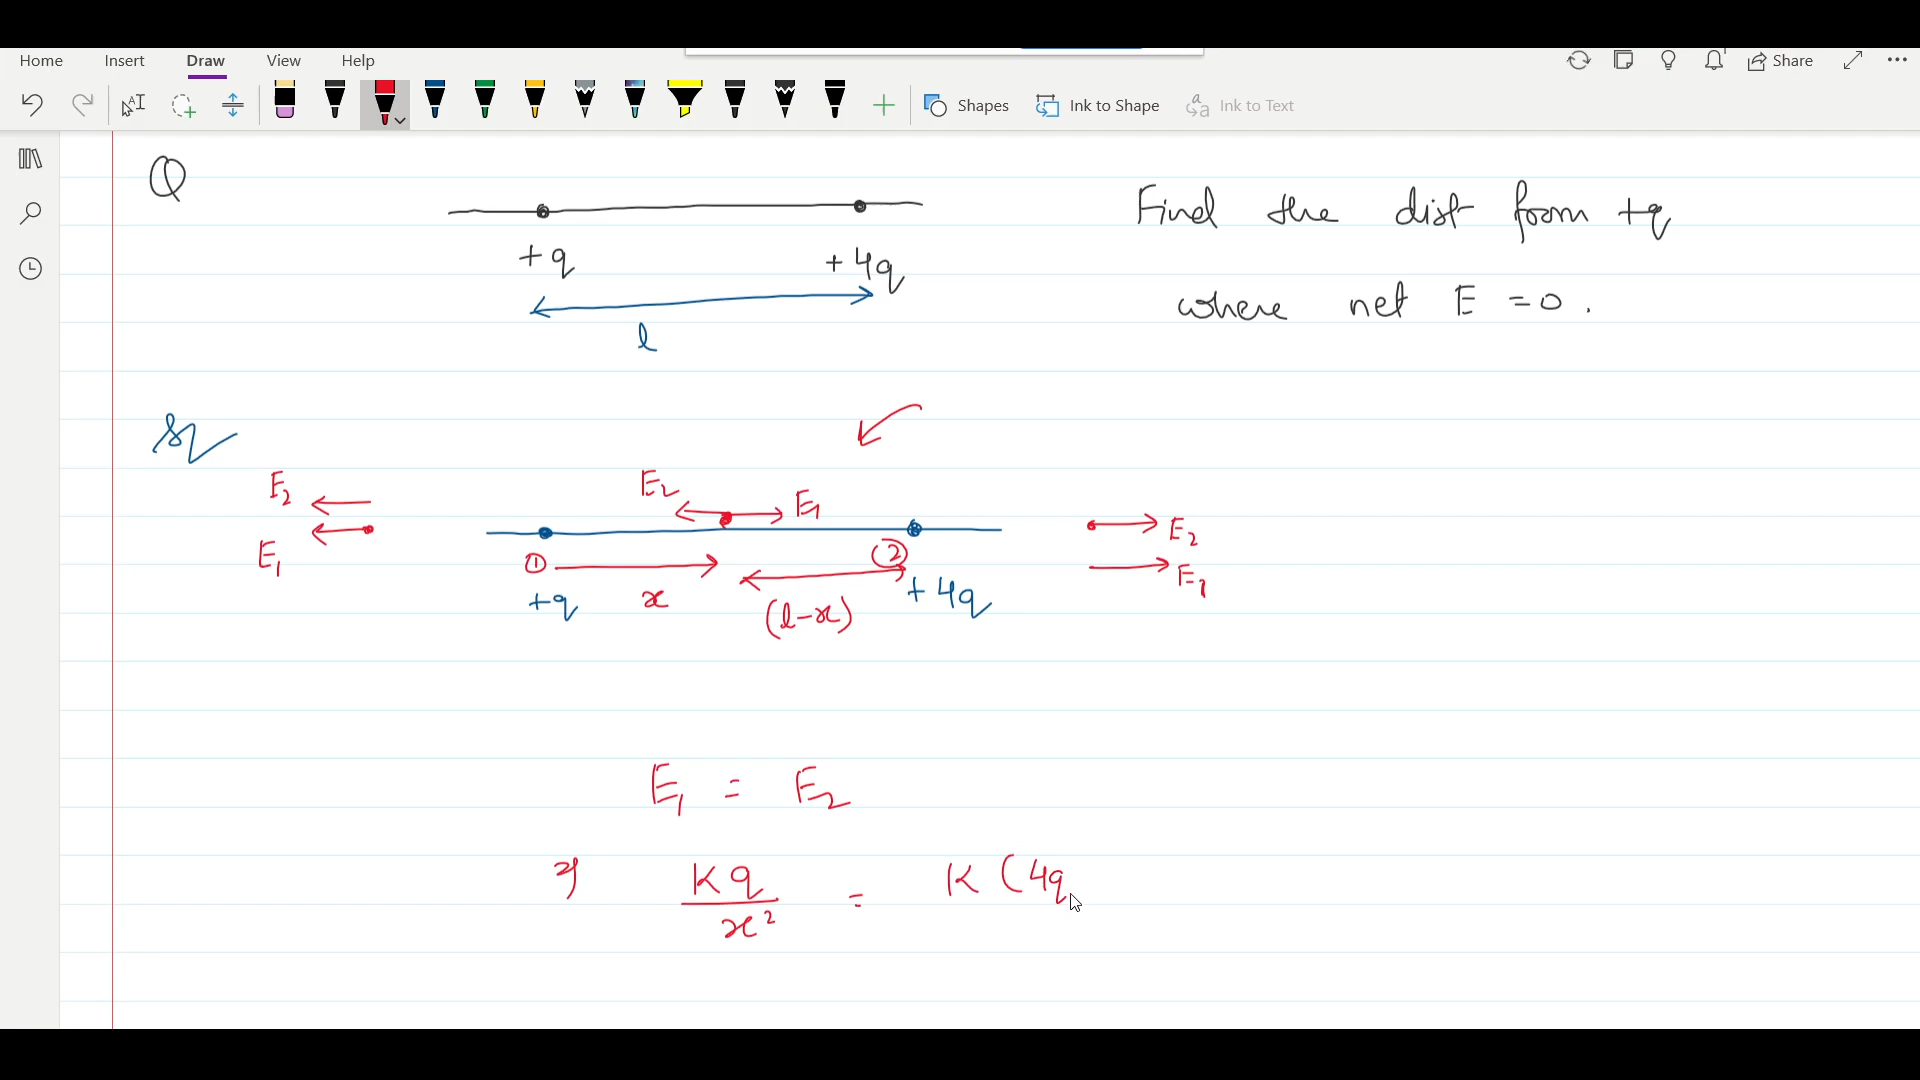 Home Insert Draw View Help Share
Shapes Ink to Shape Ink to Text
Q
+q +4q
l
Find the dist from +q
where net E = 0.
E2
E1
E2 E1
① ②
+q x (l-x) +4q
E2
E1
E1 = E2
Kq/x² = K (4q